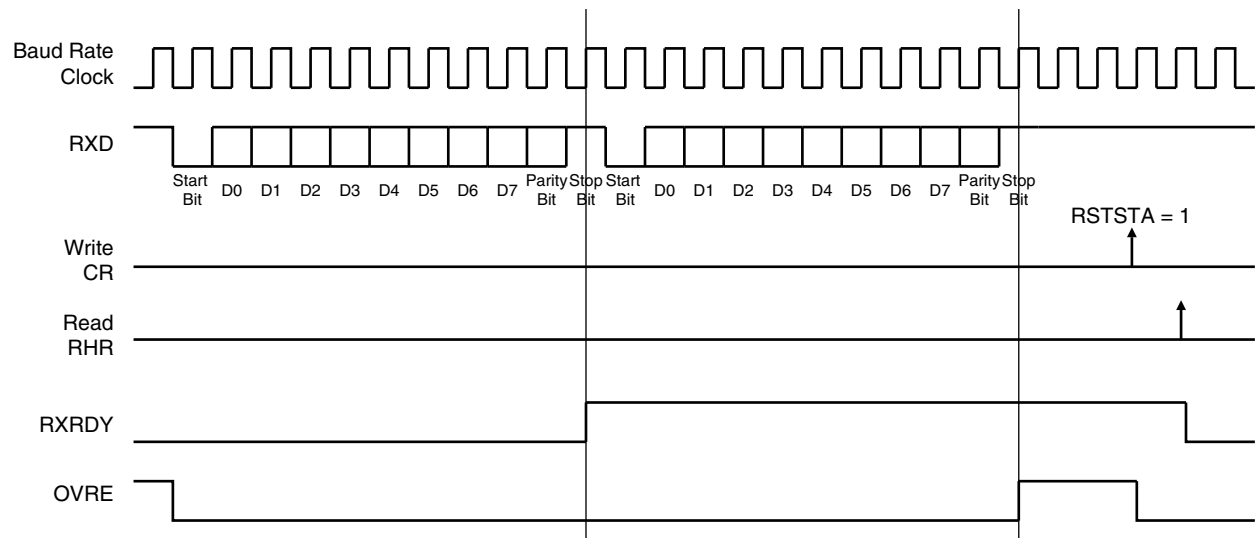 Baud Rate
Clock
RXD
Start
Bit
D0
D1
D2
D3
D4
D5
D6
D7
Parity
Bit
Stop
Bit
Start
Bit
D0
D1
D2
D3
D4
D5
D6
D7
Parity
Bit
Stop
Bit
RSTSTA = 1
Write
CR
Read
RHR
RXRDY
OVRE